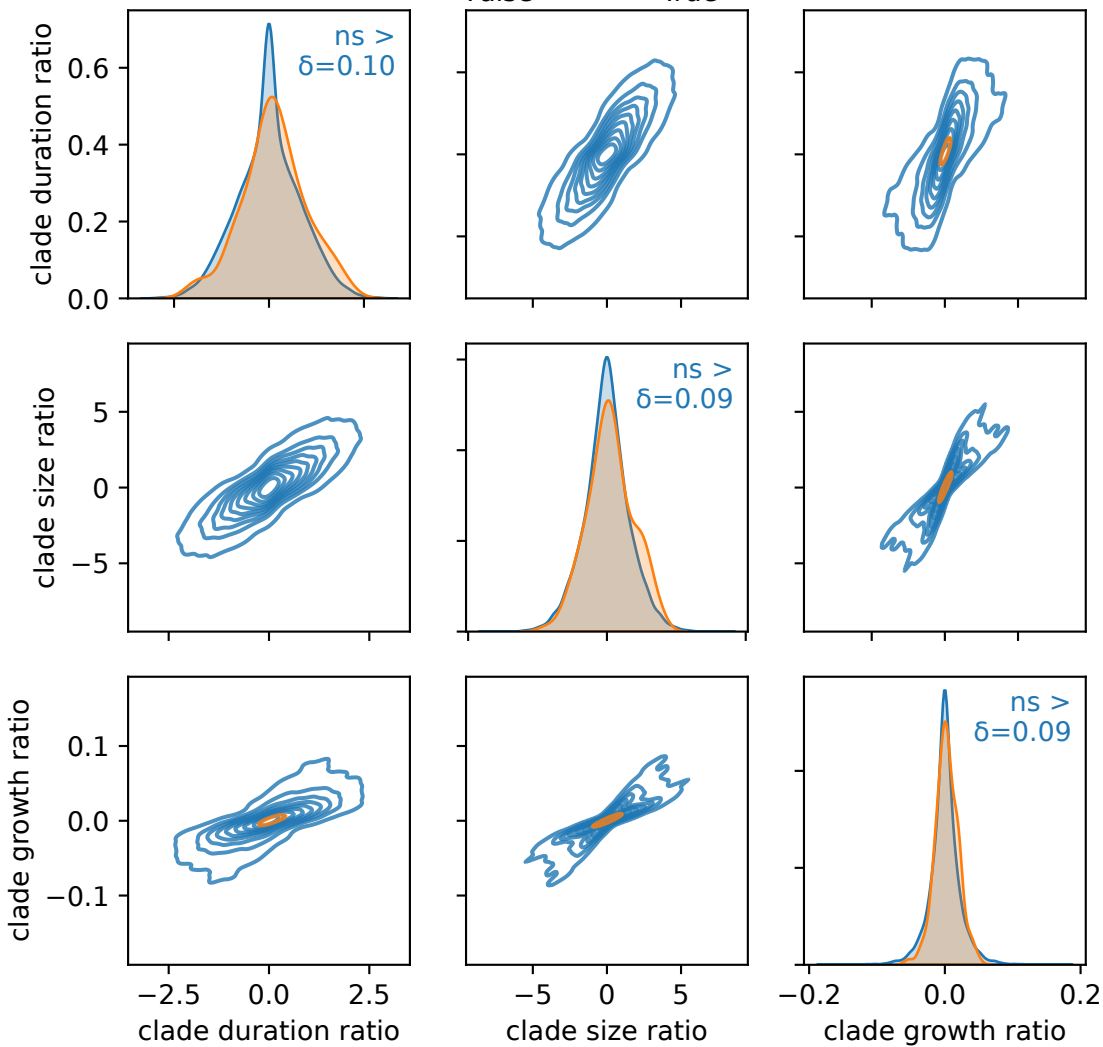 clade duration ratio
0.6
0.4
0.2
0.0
ns >
δ=0.10
clade size ratio
5
0
−5
ns >
δ=0.09
clade growth ratio
0.1
0.0
−0.1
ns >
δ=0.09
−2.5 0.0 2.5
−5 0 5
−0.2 0.0 0.2
clade duration ratio
clade size ratio
clade growth ratio